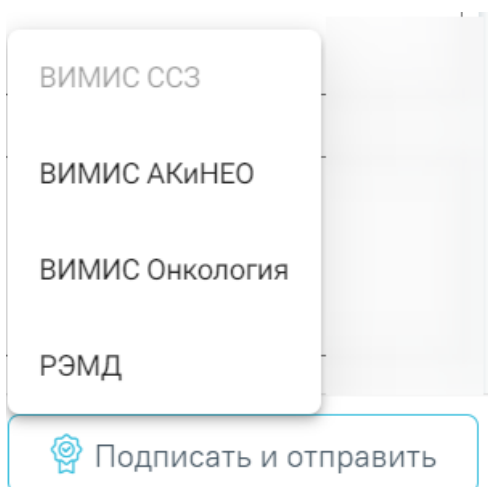 ВИМИС ССЗ
ВИМИС АКиНЕО
ВИМИС Онкология
РЭМД
Подписать и отправить